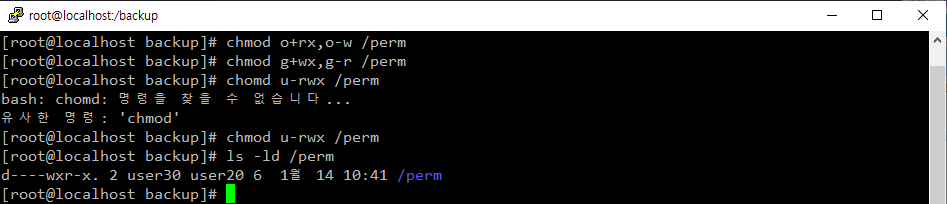 root@localhost:/backup
[root@localhost backup]# chmod o+rx,o-w /perm
[root@localhost backup]# chmod g+wx,g-r /perm
[root@localhost backup]# chomd u-rwx /perm
bash: chomd: 명령을 찾을 수 없습니다...
유사한 명령: 'chmod'
[root@localhost backup]# chmod u-rwx /perm
[root@localhost backup]# ls -ld /perm
d----wxr-x. 2 user30 user20 6  1월  14 10:41 /perm
[root@localhost backup]#